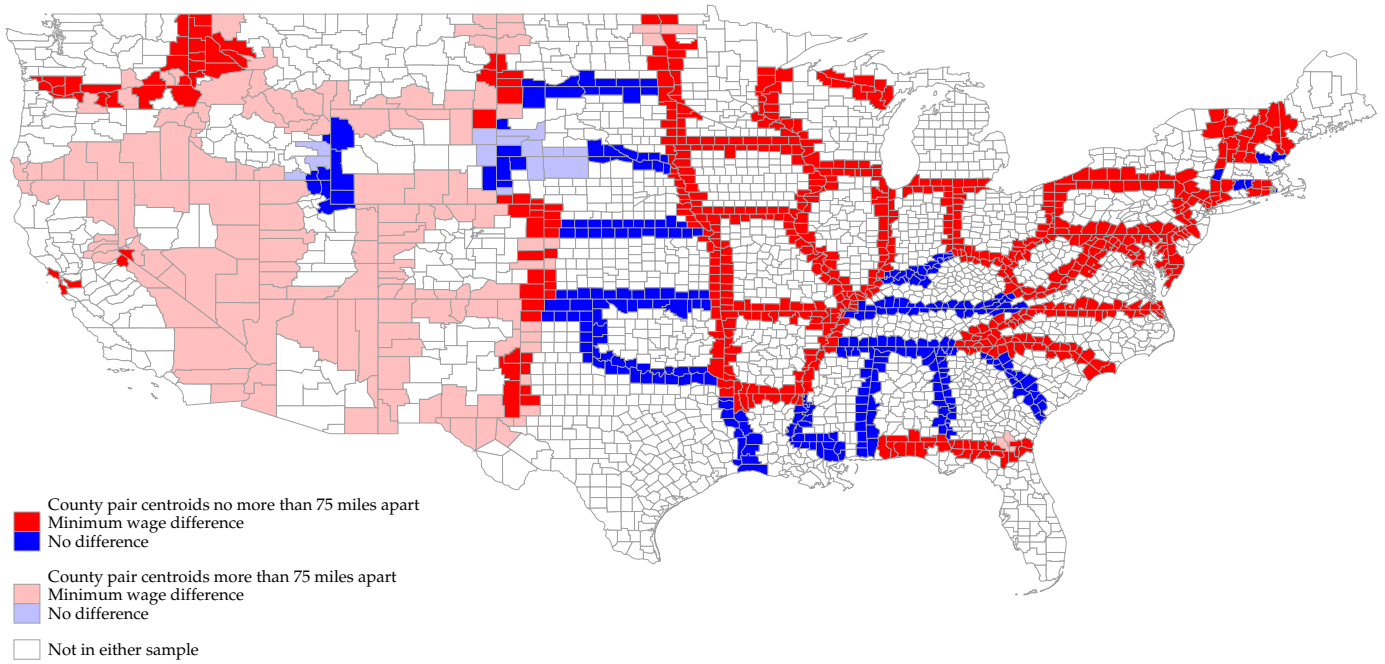 County pair centroids no more than 75 miles apart
Minimum wage difference
No difference
County pair centroids more than 75 miles apart
Minimum wage difference
No difference
Not in either sample